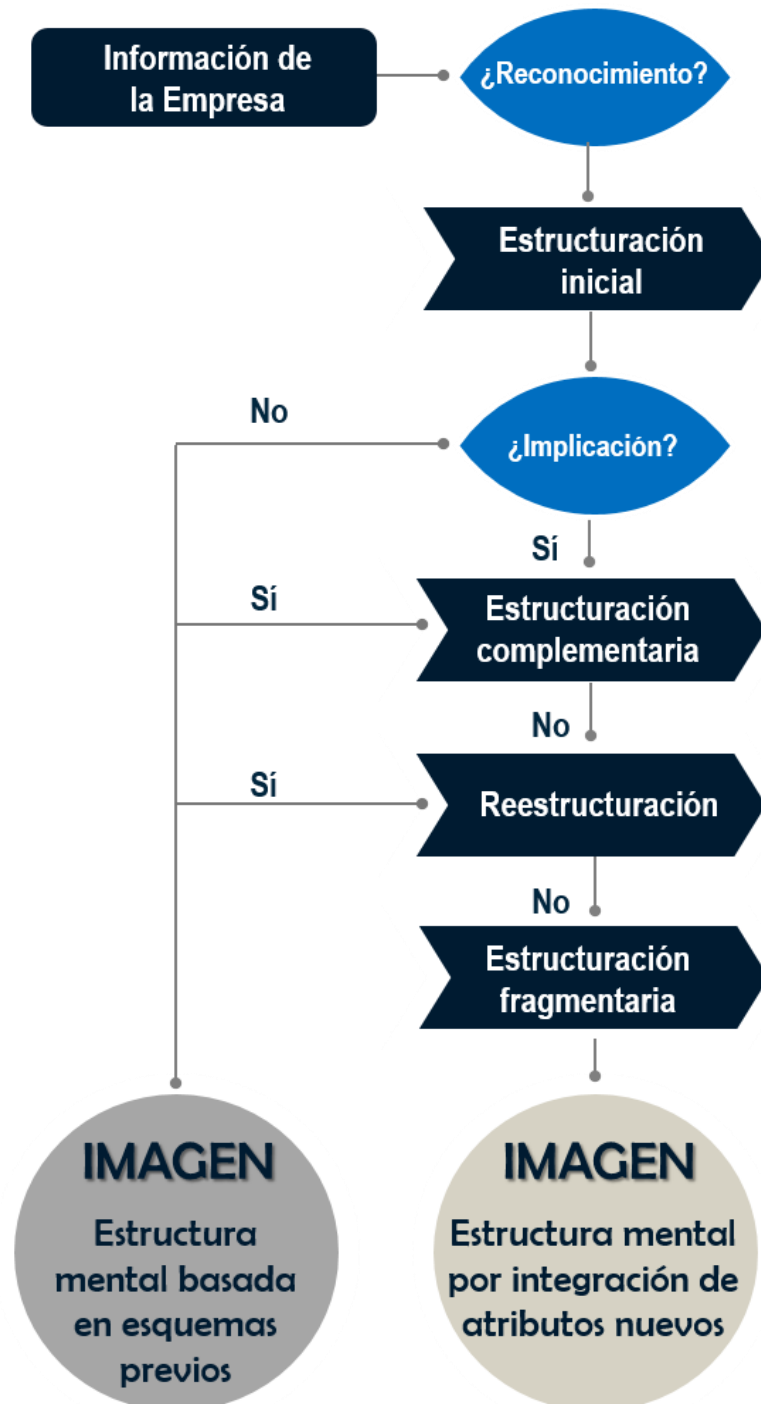 Información de
la Empresa
¿Reconocimiento?
Estructuración
inicial
No
¿Implicación?
Sí
Sí
Estructuración
complementaria
No
Sí
Reestructuración
No
Estructuración
fragmentaria
IMAGEN
Estructura
mental basada
en esquemas
previos
IMAGEN
Estructura mental
por integración de
atributos nuevos